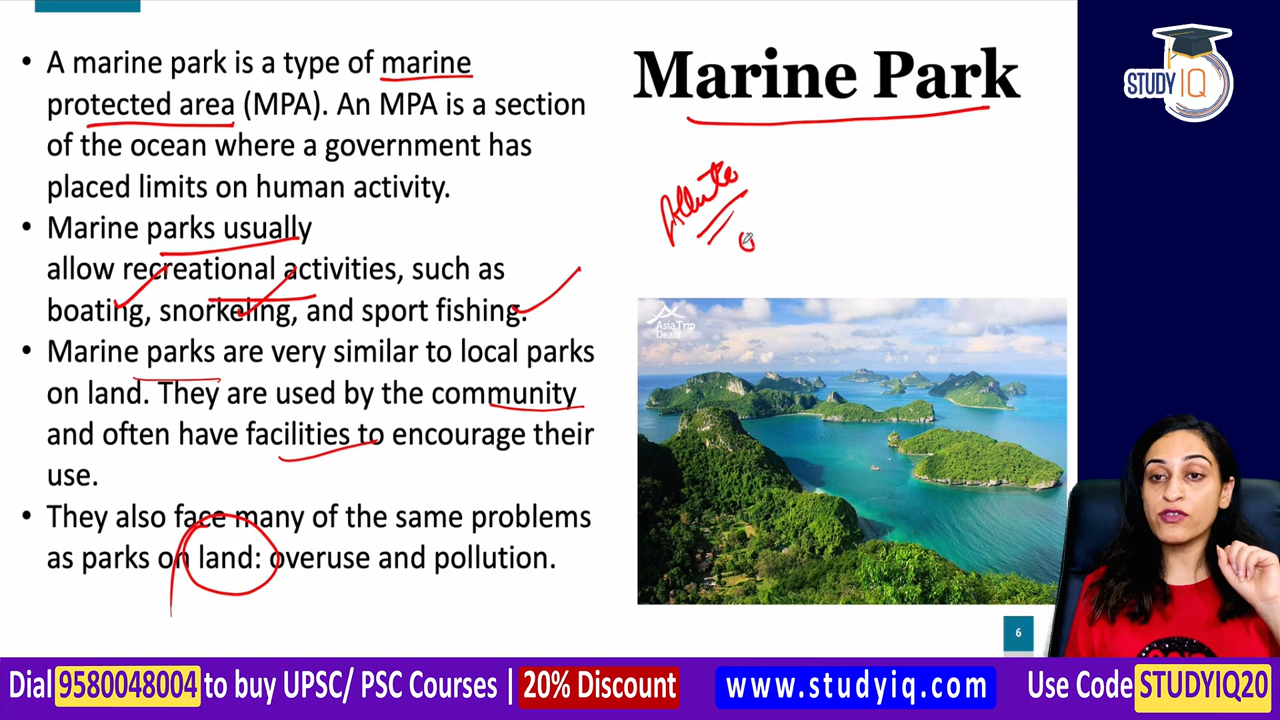 • A marine park is a type of marine
protected area (MPA). An MPA is a section
of the ocean where a government has
placed limits on human activity.
• Marine parks usually
allow recreational activities, such as
boating, snorkeling, and sport fishing.
• Marine parks are very similar to local parks
on land. They are used by the community
and often have facilities to encourage their
use.
• They also face many of the same problems
as parks on land: overuse and pollution.
Marine Park
AsiaTrip
Deals
6
STUDY IQ
Dial 9580048004 to buy UPSC/ PSC Courses | 20% Discount
www.studyiq.com
Use Code STUDYIQ20